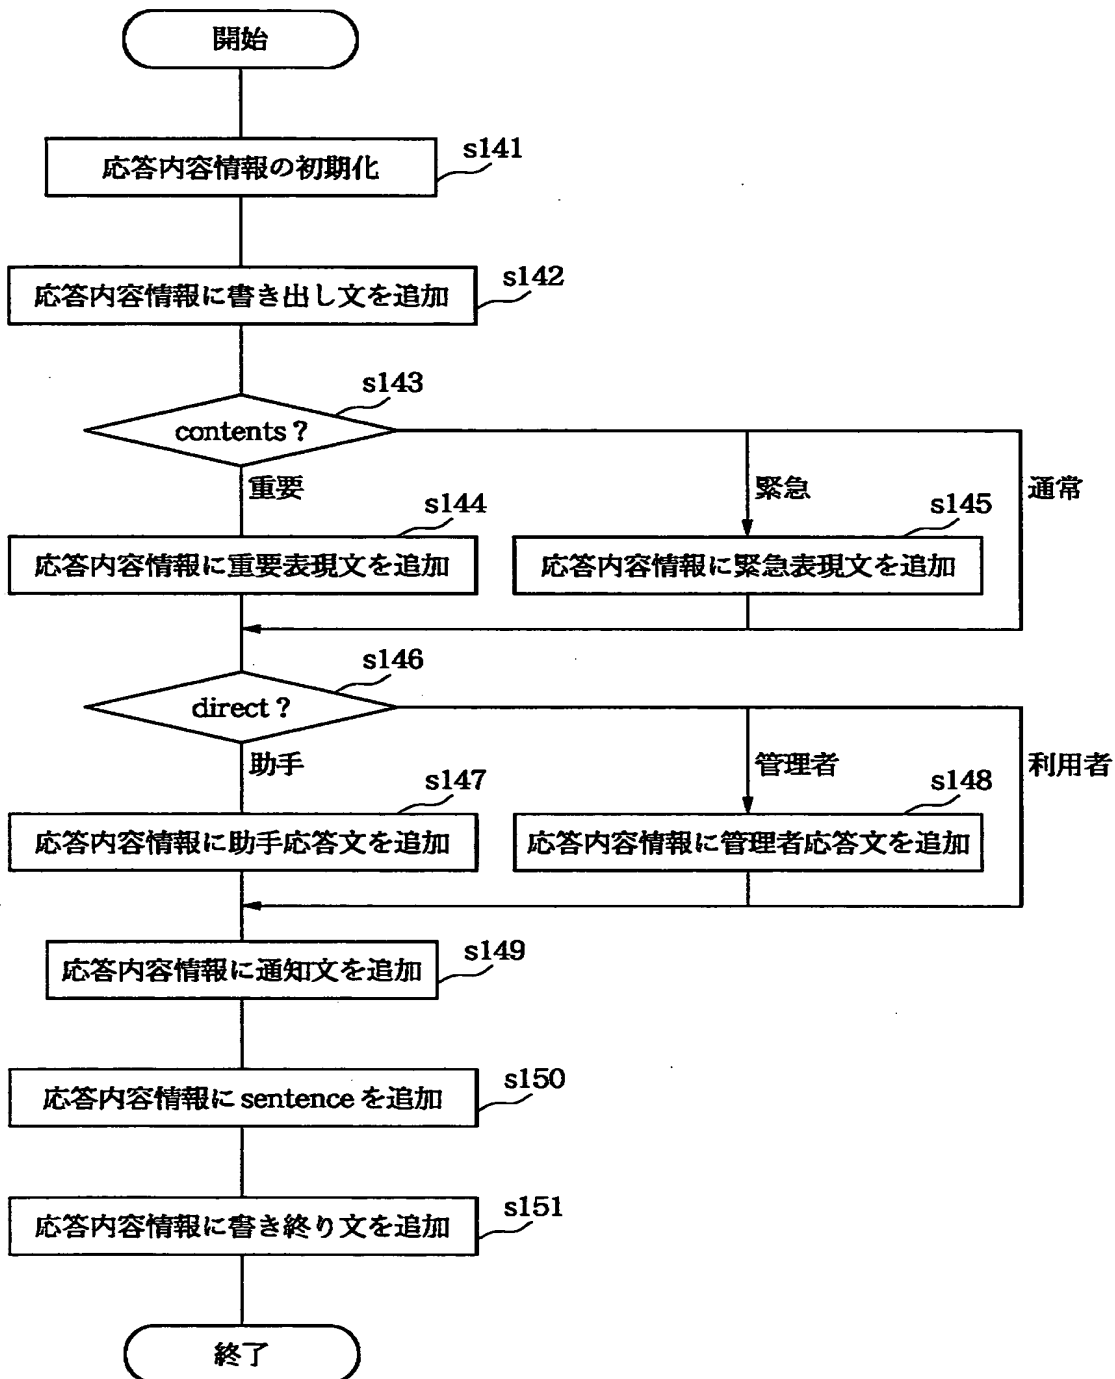 開始
s141
応答内容情報の初期化
s142
応答内容情報に書き出し文を追加
s143
contents？
重要
緊急
通常
s144
s145
応答内容情報に重要表現文を追加
応答内容情報に緊急表現文を追加
s146
direct？
助手
管理者
利用者
s147
s148
応答内容情報に助手応答文を追加
応答内容情報に管理者応答文を追加
s149
応答内容情報に通知文を追加
s150
応答内容情報に sentence を追加
s151
応答内容情報に書き終り文を追加
終了